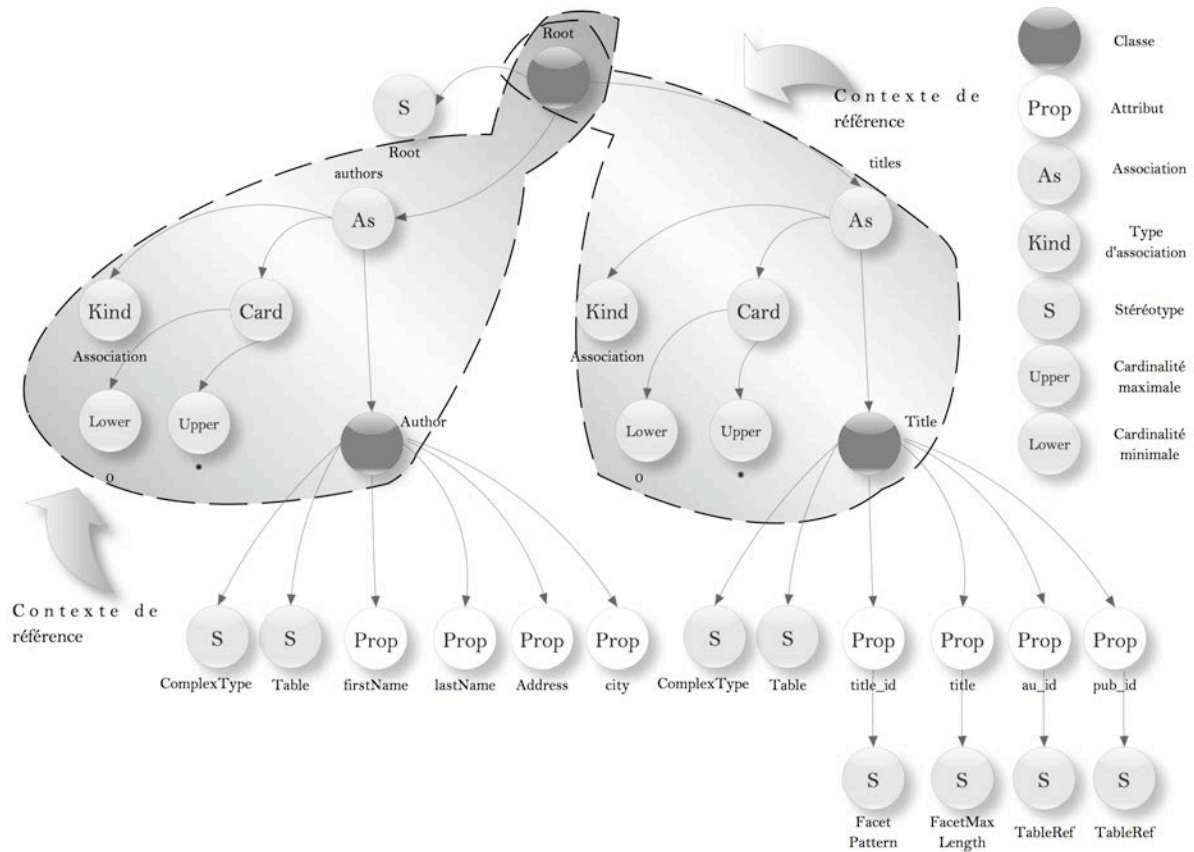 Root
Classe
S
Root
Contexte de
référence
Prop
Attribut
authors
titles
As
As
As
Association
Kind
Type
d'association
Kind
Card
Kind
Card
S
Stéréotype
Association
Association
Upper
Cardinalité
maximale
Lower
Upper
Lower
Upper
Author
Title
Lower
Cardinalité
minimale
0
*
0
*
Contexte de
référence
S
S
Prop
Prop
Prop
Prop
S
S
Prop
Prop
Prop
Prop
ComplexType
Table
firstName
lastName
Address
city
ComplexType
Table
title_id
title
au_id
pub_id
S
S
S
S
Facet
Pattern
FacetMax
Length
TableRef
TableRef